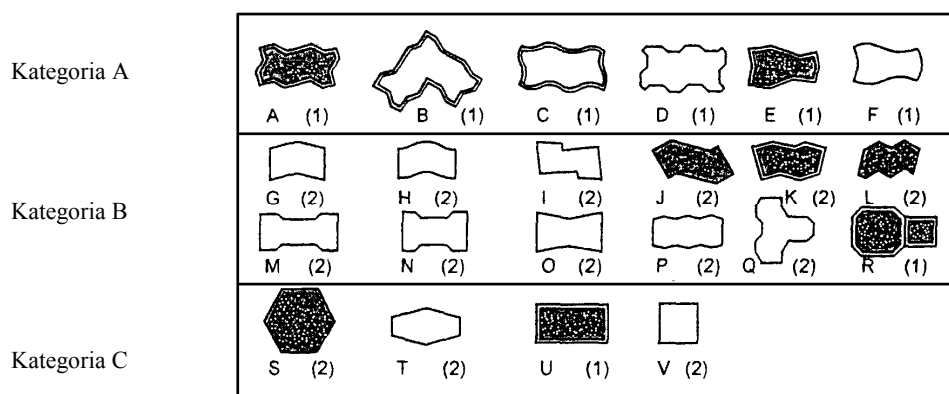 Kategoria A
A (1) B (1) C (1) D (1) E (1) F (1)
Kategoria B
G (2) H (2) I (2) J (2) K (2) L (2)
M (2) N (2) O (2) P (2) Q (2) R (1)
Kategoria C
S (2) T (2) U (1) V (2)